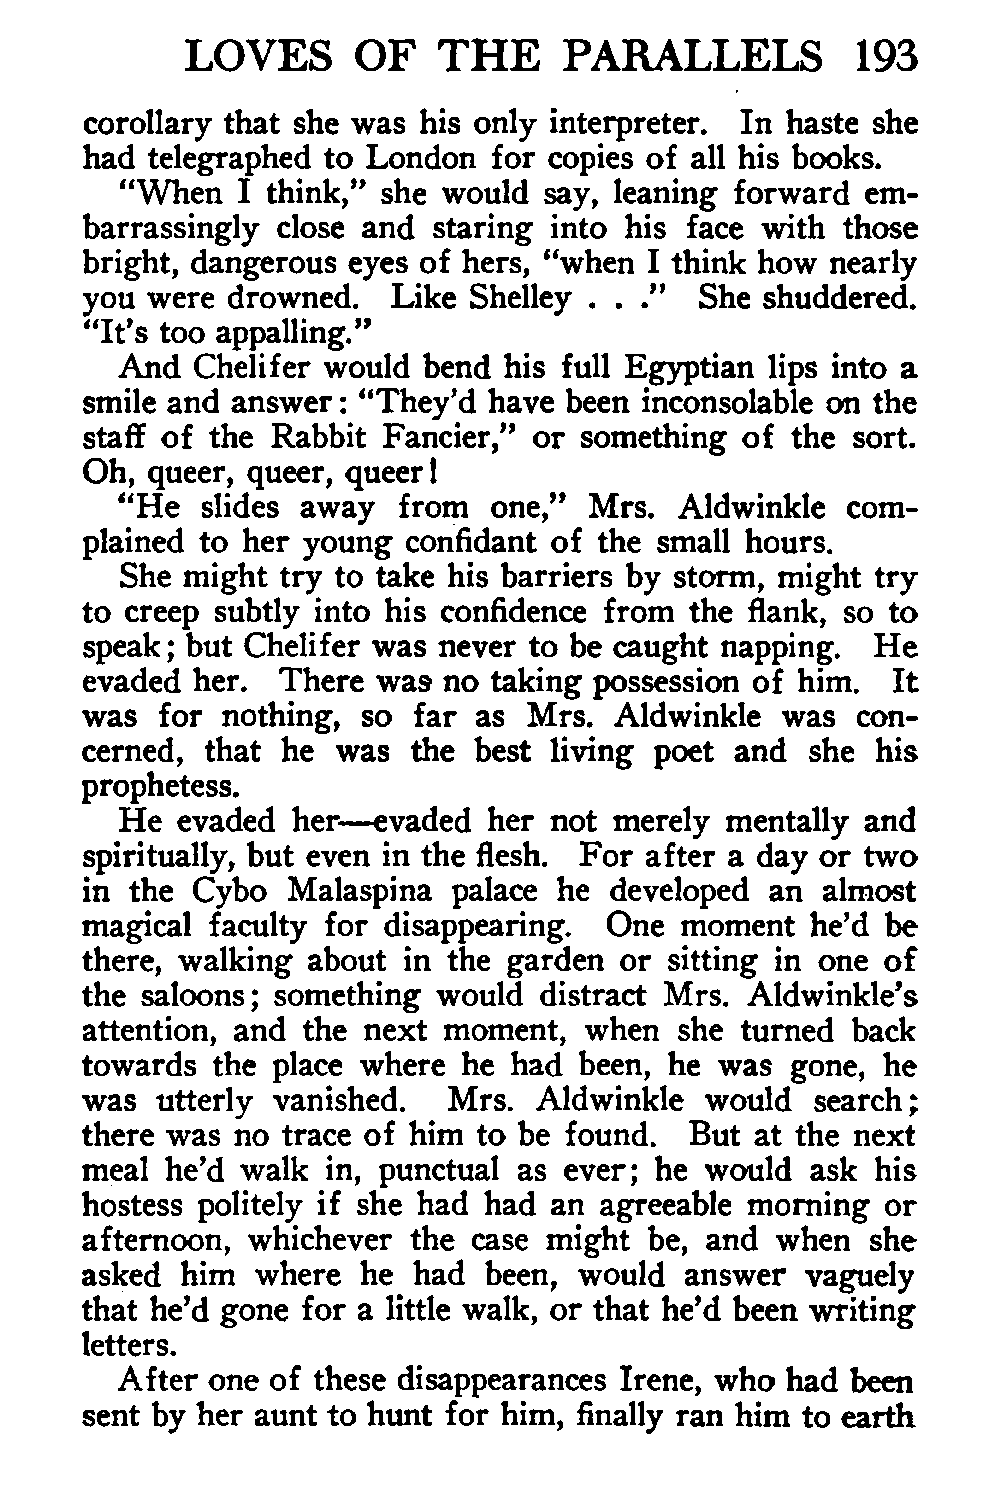 LOVES OF THE PARALLELS 193
corollary that she was his only interpreter. In haste she
had telegraphed to London for copies of all his books.
"When I think," she would say, leaning forward em-
barrassingly close and staring into his face with those
bright, dangerous eyes of hers, "when I think how nearly
you were drowned. Like Shelley . . ." She shuddered.
"It's too appalling."
And Chelifer would bend his full Egyptian lips into a
smile and answer: "They'd have been inconsolable on the
staff of the Rabbit Fancier," or something of the sort.
Oh, queer, queer, queer!
"He slides away from one," Mrs. Aldwinkle com-
plained to her young confidant of the small hours.
She might try to take his barriers by storm, might try
to creep subtly into his confidence from the flank, so to
speak; but Chelifer was never to be caught napping. He
evaded her. There was no taking possession of him. It
was for nothing, so far as Mrs. Aldwinkle was con-
cerned, that he was the best living poet and she his
prophetess.
He evaded her—evaded her not merely mentally and
spiritually, but even in the flesh. For after a day or two
in the Cybo Malaspina palace he developed an almost
magical faculty for disappearing. One moment he'd be
there, walking about in the garden or sitting in one of
the saloons; something would distract Mrs. Aldwinkle's
attention, and the next moment, when she turned back
towards the place where he had been, he was gone, he
was utterly vanished. Mrs. Aldwinkle would search;
there was no trace of him to be found. But at the next
meal he'd walk in, punctual as ever; he would ask his
hostess politely if she had had an agreeable morning or
afternoon, whichever the case might be, and when she
asked him where he had been, would answer vaguely
that he'd gone for a little walk, or that he'd been writing
letters.
After one of these disappearances Irene, who had been
sent by her aunt to hunt for him, finally ran him to earth